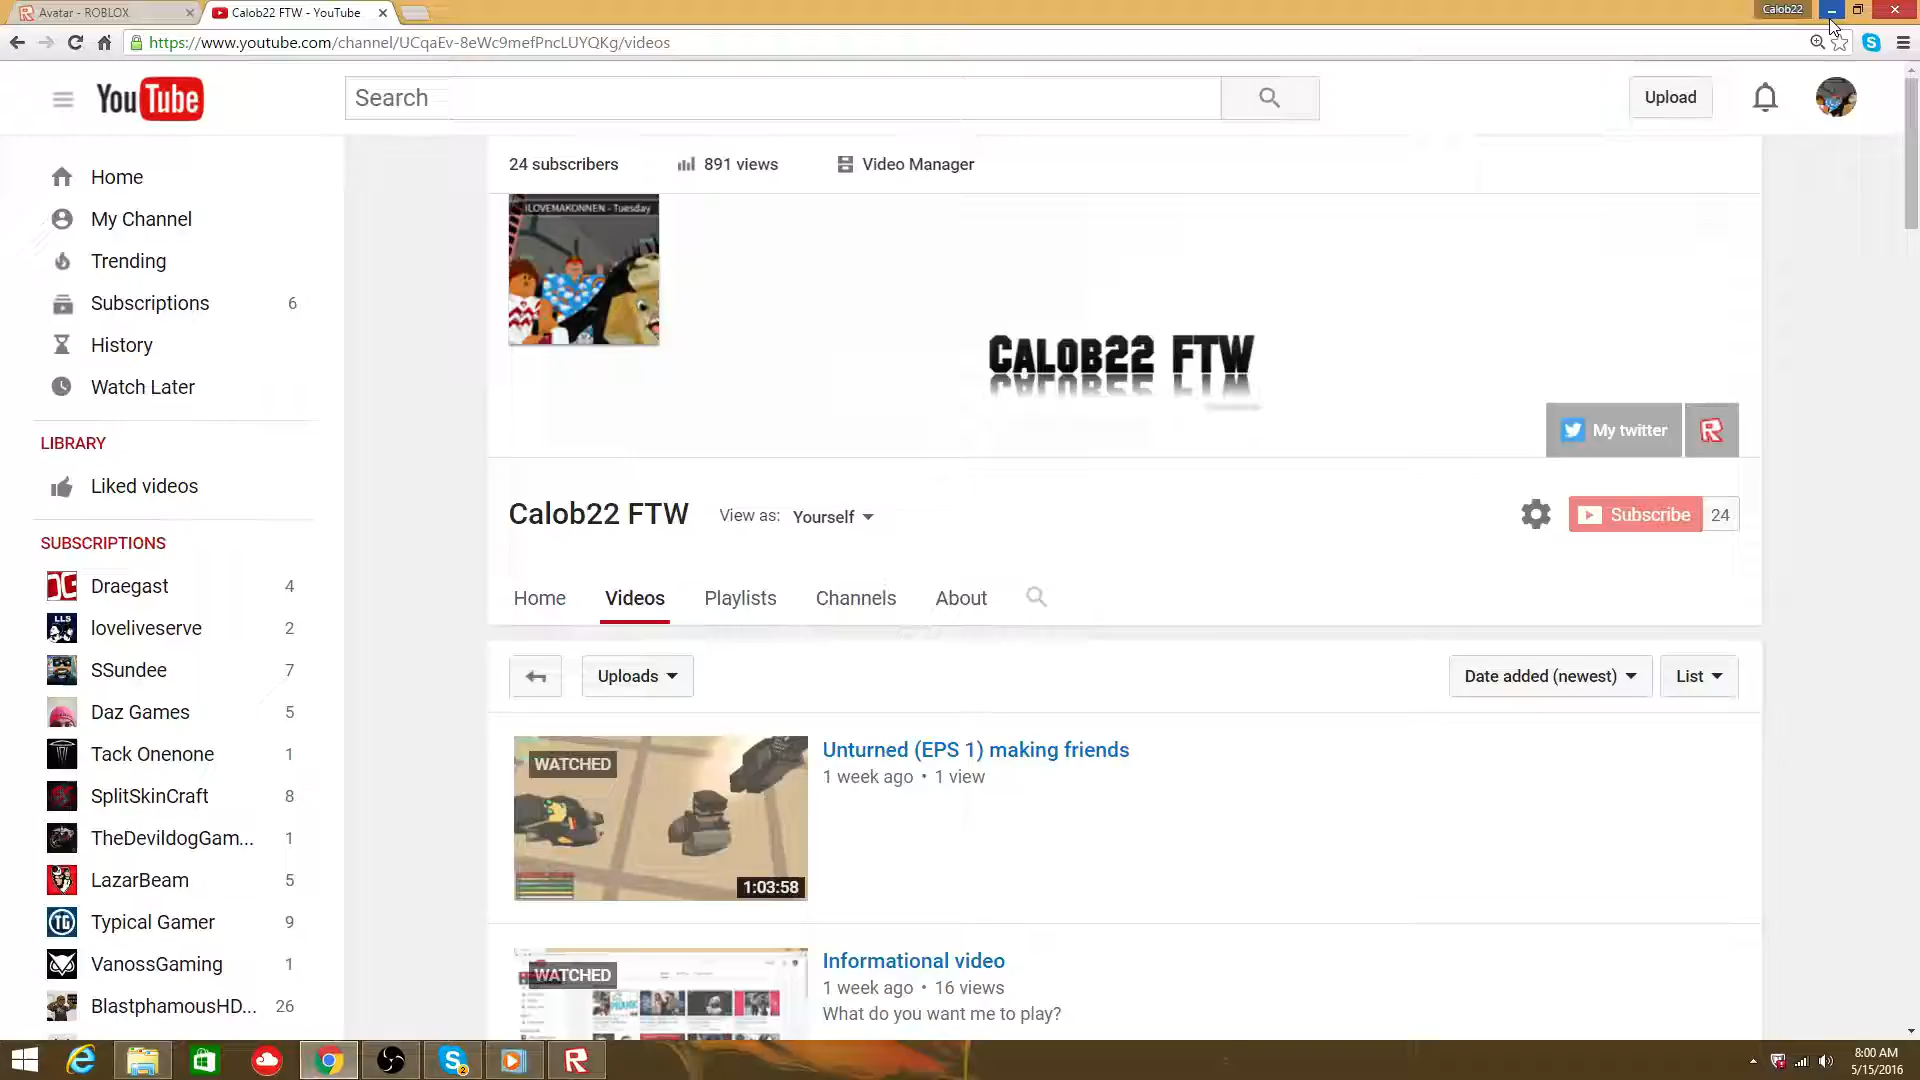 Avatar - ROBLOX
Calob22 FTW - YouTube
Calob22
https://www.youtube.com/channel/UCqaEv-8eWc9mefPncLUYQKg/videos
YouTube
Search
Upload
24 subscribers
891 views
Video Manager
Home
My Channel
Trending
Subscriptions 6
History
Watch Later
LIBRARY
Liked videos
SUBSCRIPTIONS
Draegast 4
loveliveserve 2
SSundee 7
Daz Games 5
Tack Onenone 1
SplitSkinCraft 8
TheDevildogGam... 1
LazarBeam 5
Typical Gamer 9
VanossGaming 1
BlastphamousHD... 26
ILOVEMAKONNEN - Tuesday
CALOB22 FTW
My twitter
Calob22 FTW
View as: Yourself
Subscribe 24
Home
Videos
Playlists
Channels
About
Uploads
Date added (newest)
List
WATCHED
1:03:58
Unturned (EPS 1) making friends
1 week ago • 1 view
WATCHED
Informational video
1 week ago • 16 views
What do you want me to play?
8:00 AM
5/15/2016